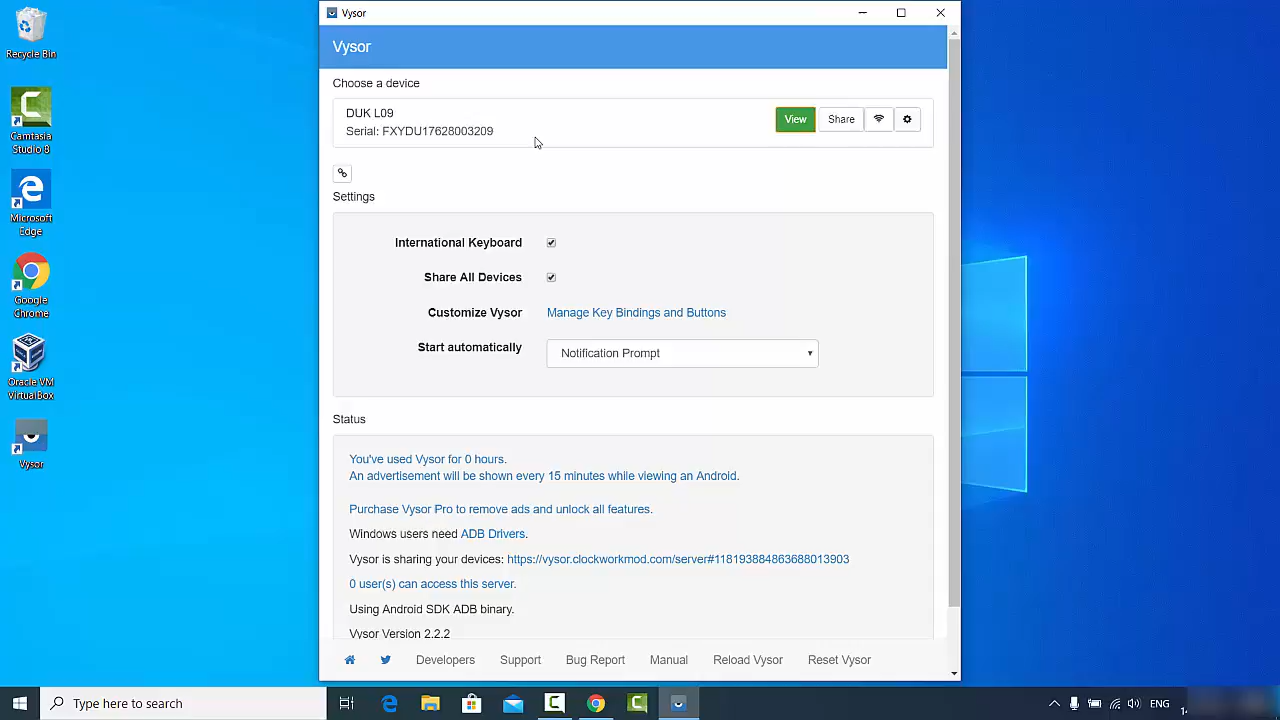 Recycle Bin
Camtasia
Studio 8
Microsoft
Edge
Google
Chrome
Oracle VM
VirtualBox
Vysor
Vysor
Vysor
Choose a device
DUK L09
Serial: FXYDU17628003209
View
Share
Settings
International Keyboard
Share All Devices
Customize Vysor
Manage Key Bindings and Buttons
Start automatically
Notification Prompt
Status
You've used Vysor for 0 hours.
An advertisement will be shown every 15 minutes while viewing an Android.
Purchase Vysor Pro to remove ads and unlock all features.
Windows users need ADB Drivers.
Vysor is sharing your devices: https://vysor.clockworkmod.com/server#118193884863688013903
0 user(s) can access this server.
Using Android SDK ADB binary.
Vysor Version 2.2.2
Developers
Support
Bug Report
Manual
Reload Vysor
Reset Vysor
Type here to search
ENG